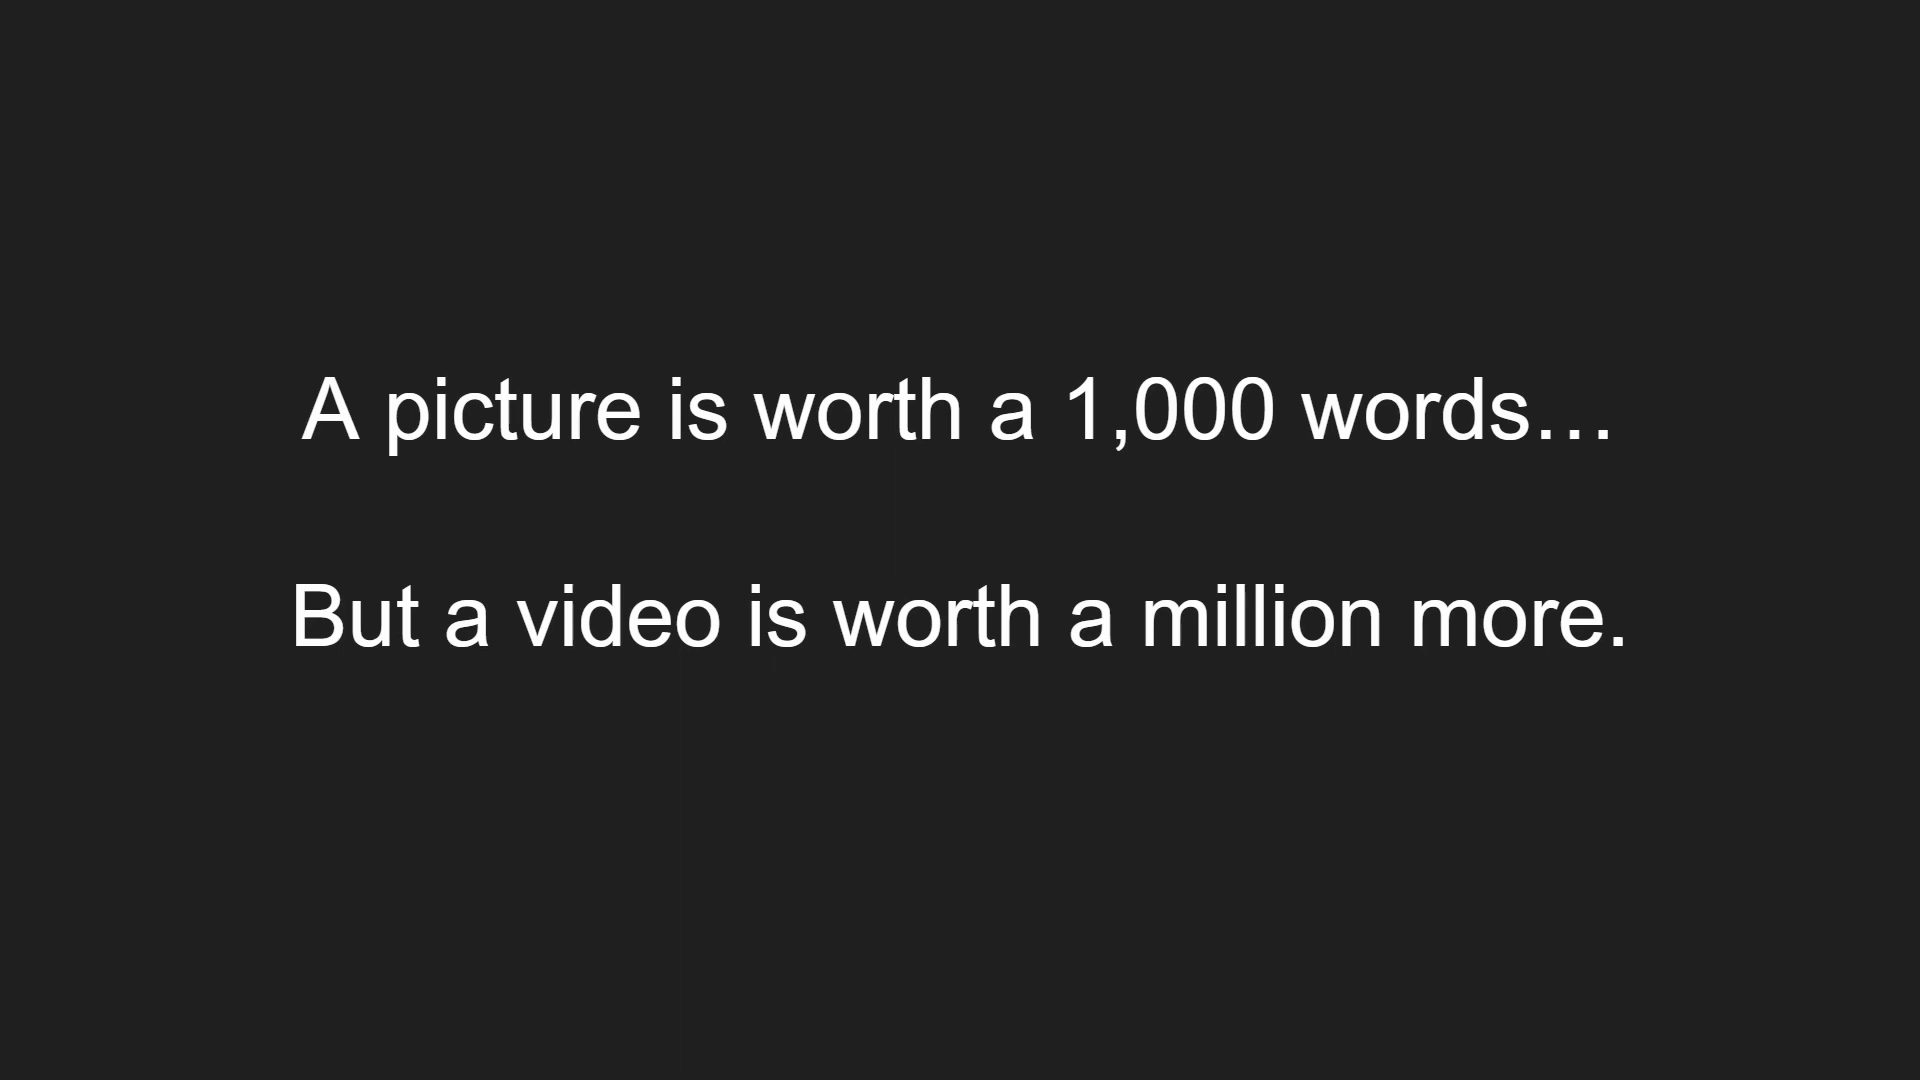 A picture is worth a 1,000 words…
But a video is worth a million more.